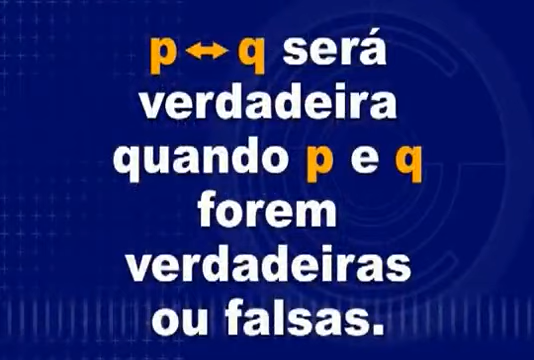 p↔q será
verdadeira
quando p e q
forem
verdadeiras
ou falsas.